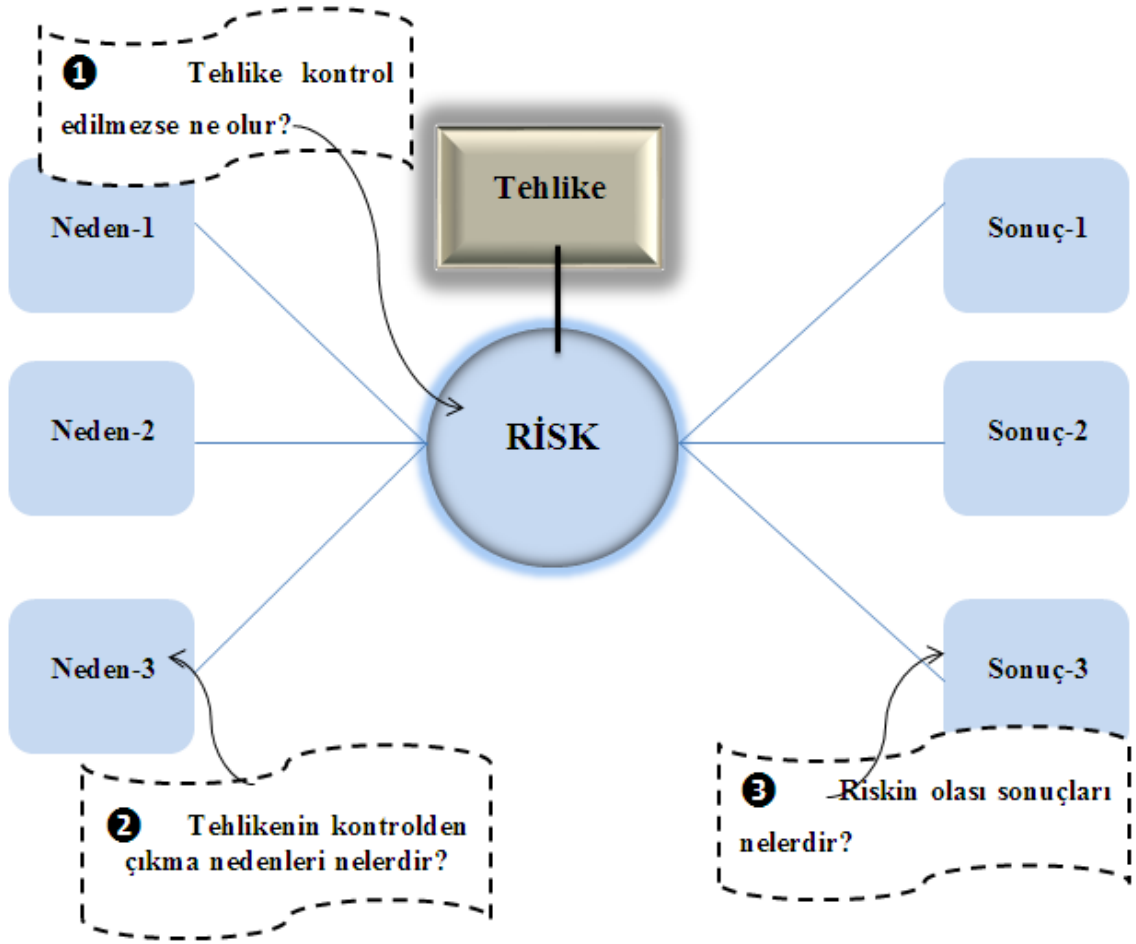 ❶ Tehlike kontrol
edilmezse ne olur?
Tehlike
Neden-1
Sonuç-1
Neden-2
RİSK
Sonuç-2
Neden-3
Sonuç-3
❷ Tehlikenin kontrolden
çıkma nedenleri nelerdir?
❸ Riskin olası sonuçları
nelerdir?